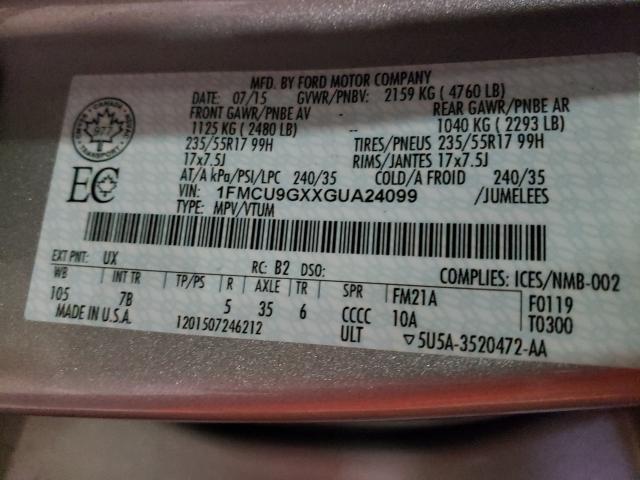 MFD. BY FORD MOTOR COMPANY
DATE: 07/15 GVWR/PNBV: 2159 KG ( 4760 LB)
FRONT GAWR/PNBE AV REAR GAWR/PNBE AR
1125 KG ( 2480 LB) -- 1040 KG ( 2293 LB)
235/55R17 99H TIRES/PNEUS 235/55R17 99H
17x7.5J RIMS/JANTES 17x7.5J
AT/A kPa/PSI/LPC 240/35 COLD/A FROID 240/35
VIN: 1FMCU9GXXGUA24099 /JUMELEES
TYPE: MPV/VTUM
CANADA
977
TRANSPORT
EC
EXT PNT: UX RC: B2 DSO: COMPLIES: ICES/NMB-002
WB INT TR TP/PS R AXLE TR SPR FM21A F0119
105 7B 5 35 6 CCCC 10A T0300
MADE IN U.S.A. 1201507246212 ULT ▽5U5A-3520472-AA